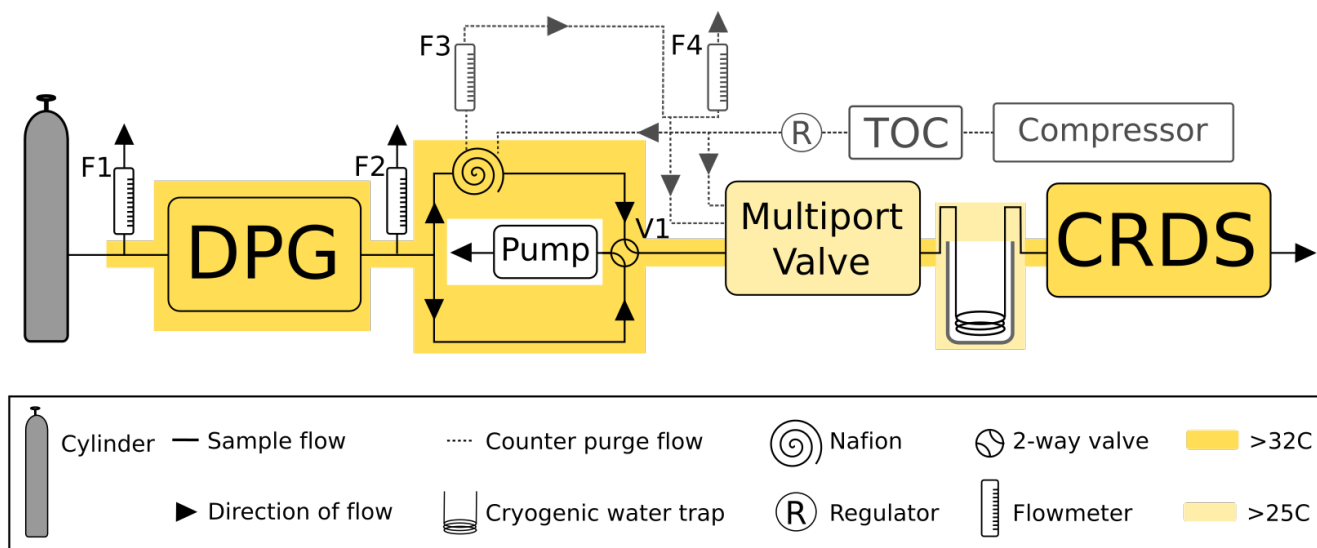 F3
F4
F1
F2
R
TOC
Compressor
DPG
Pump
V1
Multiport
Valve
CRDS
Cylinder
Sample flow
Counter purge flow
Nafion
2-way valve
>32C
Direction of flow
Cryogenic water trap
R
Regulator
Flowmeter
>25C